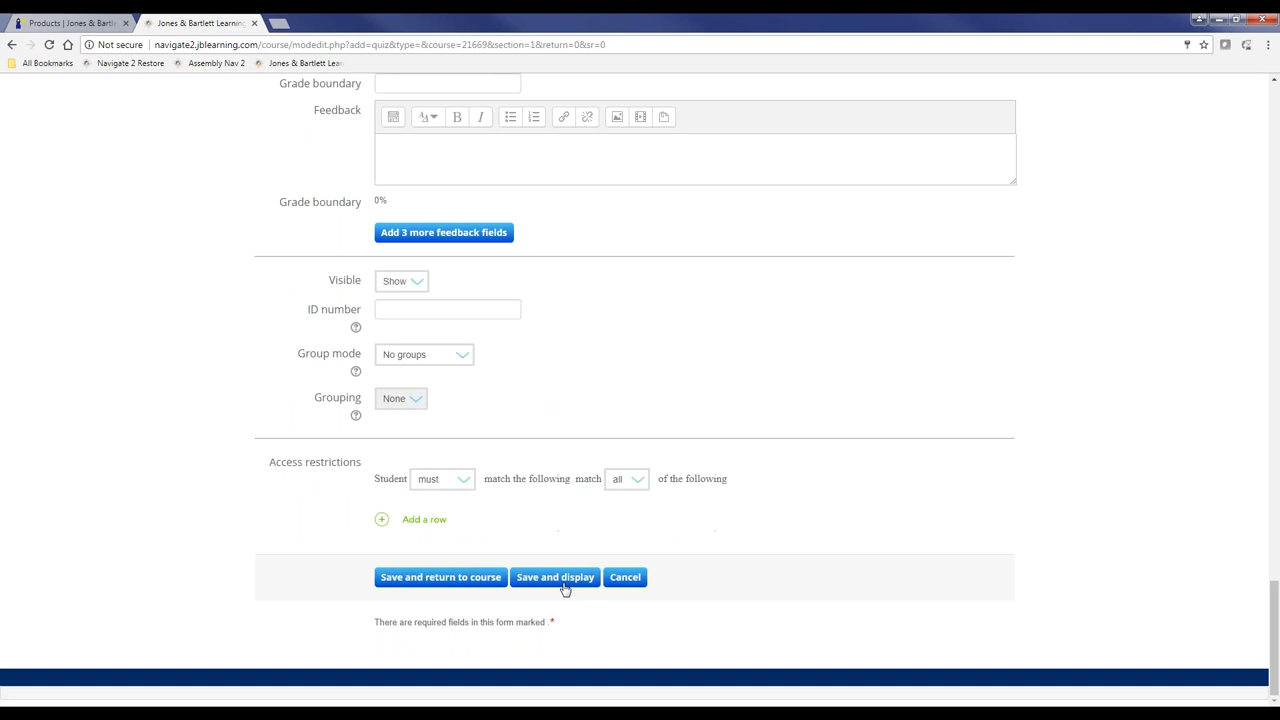 Products | Jones & Bartle
Jones & Bartlett Learning
Not secure
navigate2.jblearning.com/course/modedit.php?add=quiz&type=&course=21669&section=1&return=0&sr=0
All Bookmarks
Navigate 2 Restore
Assembly Nav 2
Jones & Bartlett Lear
Grade boundary
Feedback
Grade boundary
0%
Add 3 more feedback fields
Visible
Show
ID number
Group mode
No groups
Grouping
None
Access restrictions
Student must match the following match all of the following
Add a row
Save and return to course
Save and display
Cancel
There are required fields in this form marked .*